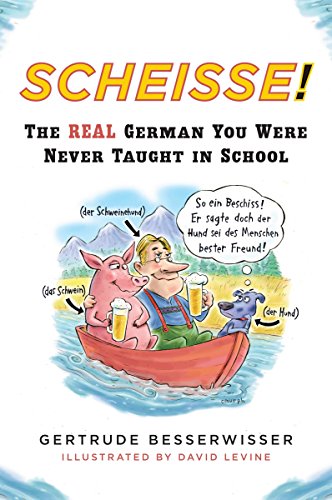 SCHEISSE!
THE REAL GERMAN YOU WERE
NEVER TAUGHT IN SCHOOL
So ein Beschiss!
Er sagte doch der
Hund sei des Menschen
bester Freund!
(der Schweinehund)
(das Schwein)
(der Hund)
GERTRUDE BESSERWISSER
ILLUSTRATED BY DAVID LEVINE